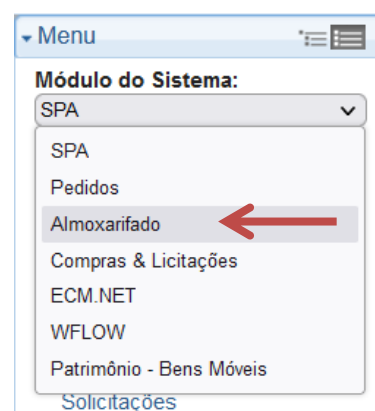 Menu
Módulo do Sistema:
SPA
SPA
Pedidos
Almoxarifado
Compras & Licitações
ECM.NET
WFLOW
Patrimônio - Bens Móveis
Solicitações